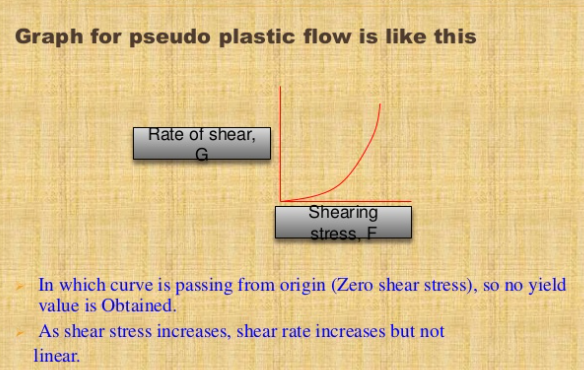 Graph for pseudo plastic flow is like this
Rate of shear,
G
Shearing
stress, F
In which curve is passing from origin (Zero shear stress), so no yield
value is Obtained.
As shear stress increases, shear rate increases but not
linear.